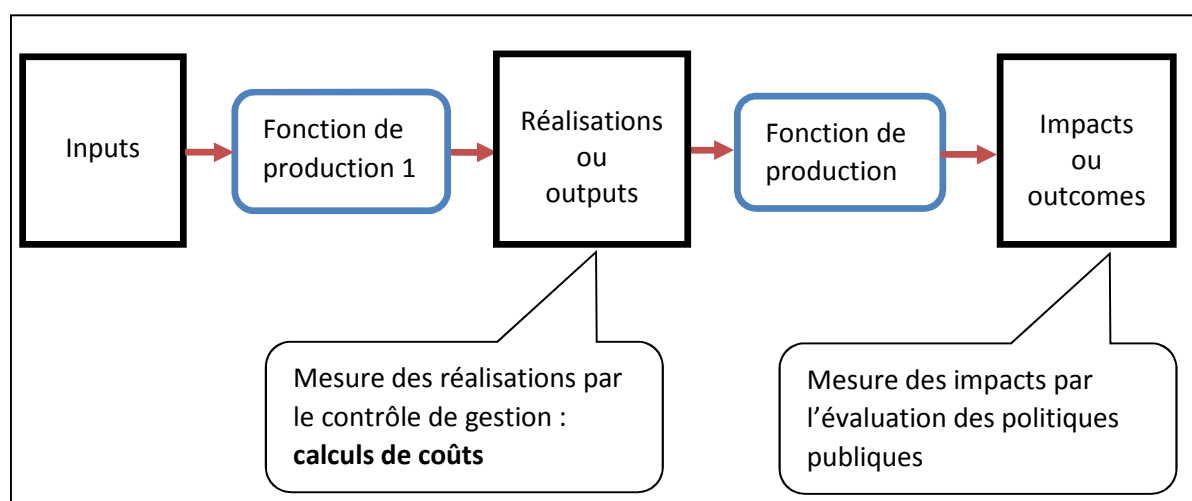 Inputs
Fonction de
production 1
Réalisations
ou
outputs
Fonction de
production
Impacts
ou
outcomes
Mesure des réalisations par
le contrôle de gestion :
calculs de coûts
Mesure des impacts par
l’évaluation des politiques
publiques